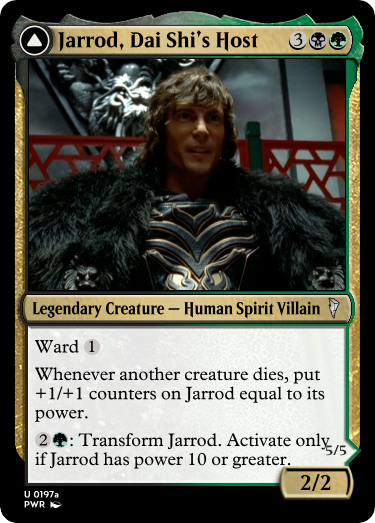 Jarrod, Dai Shi's Host 3
Legendary Creature — Human Spirit Villain
Ward 1
Whenever another creature dies, put
+1/+1 counters on Jarrod equal to its
power.
2: Transform Jarrod. Activate only
if Jarrod has power 10 or greater.
5/5
2/2
U 0197a
PWR